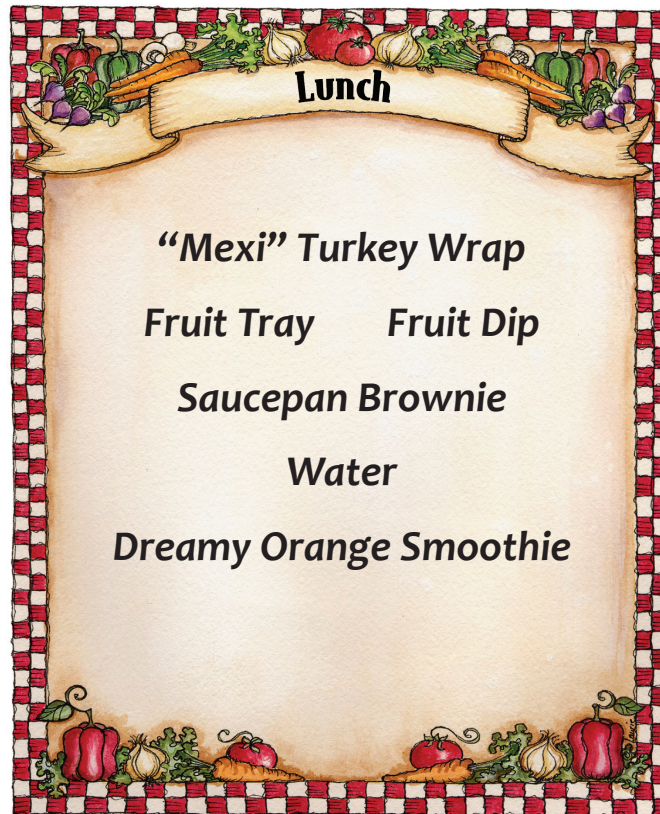 Lunch
“Mexi” Turkey Wrap
Fruit Tray Fruit Dip
Saucepan Brownie
Water
Dreamy Orange Smoothie